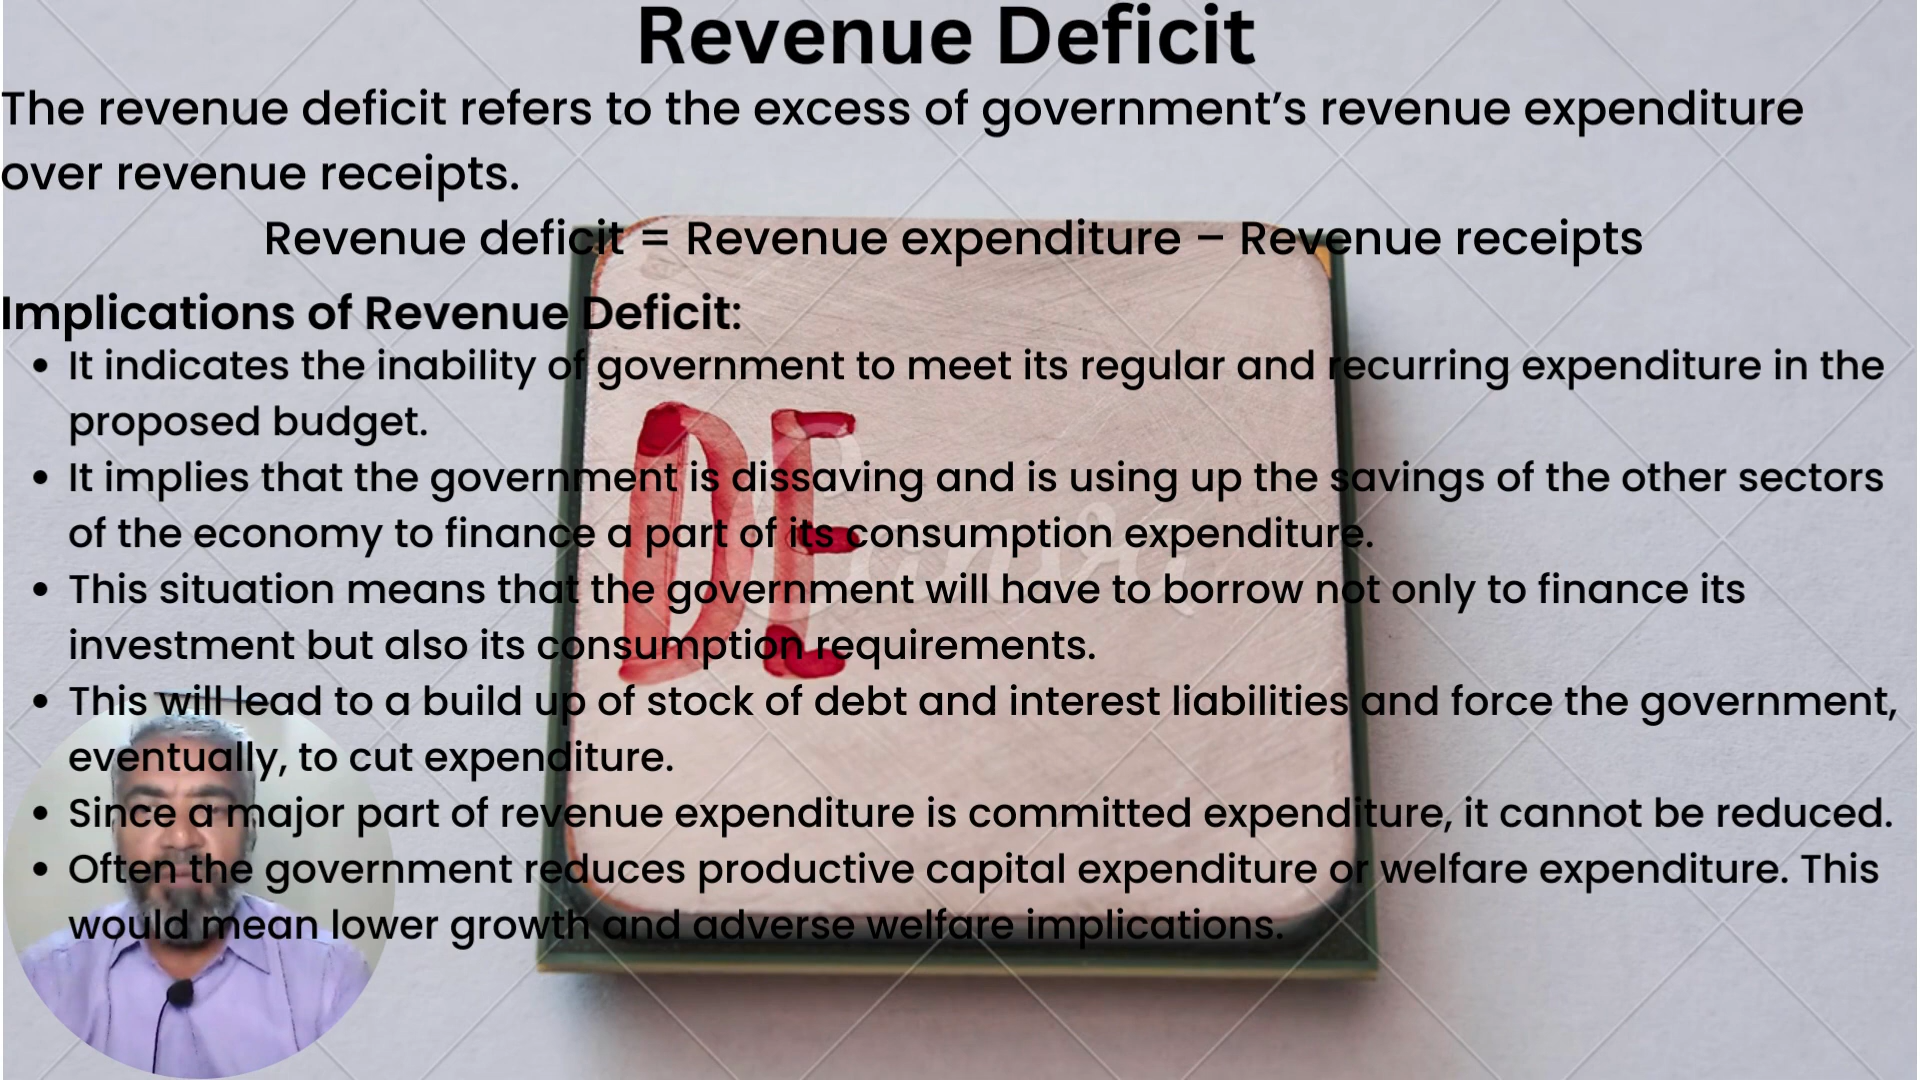 Revenue Deficit
The revenue deficit refers to the excess of government’s revenue expenditure
over revenue receipts.
Revenue deficit = Revenue expenditure – Revenue receipts
Implications of Revenue Deficit:
• It indicates the inability of government to meet its regular and recurring expenditure in the
proposed budget.
• It implies that the government is dissaving and is using up the savings of the other sectors
of the economy to finance a part of its consumption expenditure.
• This situation means that the government will have to borrow not only to finance its
investment but also its consumption requirements.
• This will lead to a build up of stock of debt and interest liabilities and force the government,
eventually, to cut expenditure.
• Since a major part of revenue expenditure is committed expenditure, it cannot be reduced.
• Often the government reduces productive capital expenditure or welfare expenditure. This
would mean lower growth and adverse welfare implications.
DE
Canva